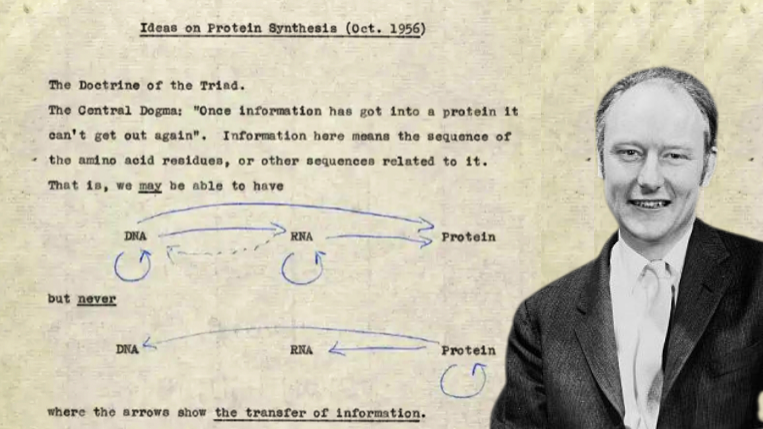 Ideas on Protein Synthesis (Oct. 1956)
The Doctrine of the Triad.
The Central Dogma: "Once information has got into a protein it
can't get out again". Information here means the sequence of
the amino acid residues, or other sequences related to it.
That is, we may be able to have
DNA RNA Protein
but never
DNA RNA Protein
where the arrows show the transfer of information.